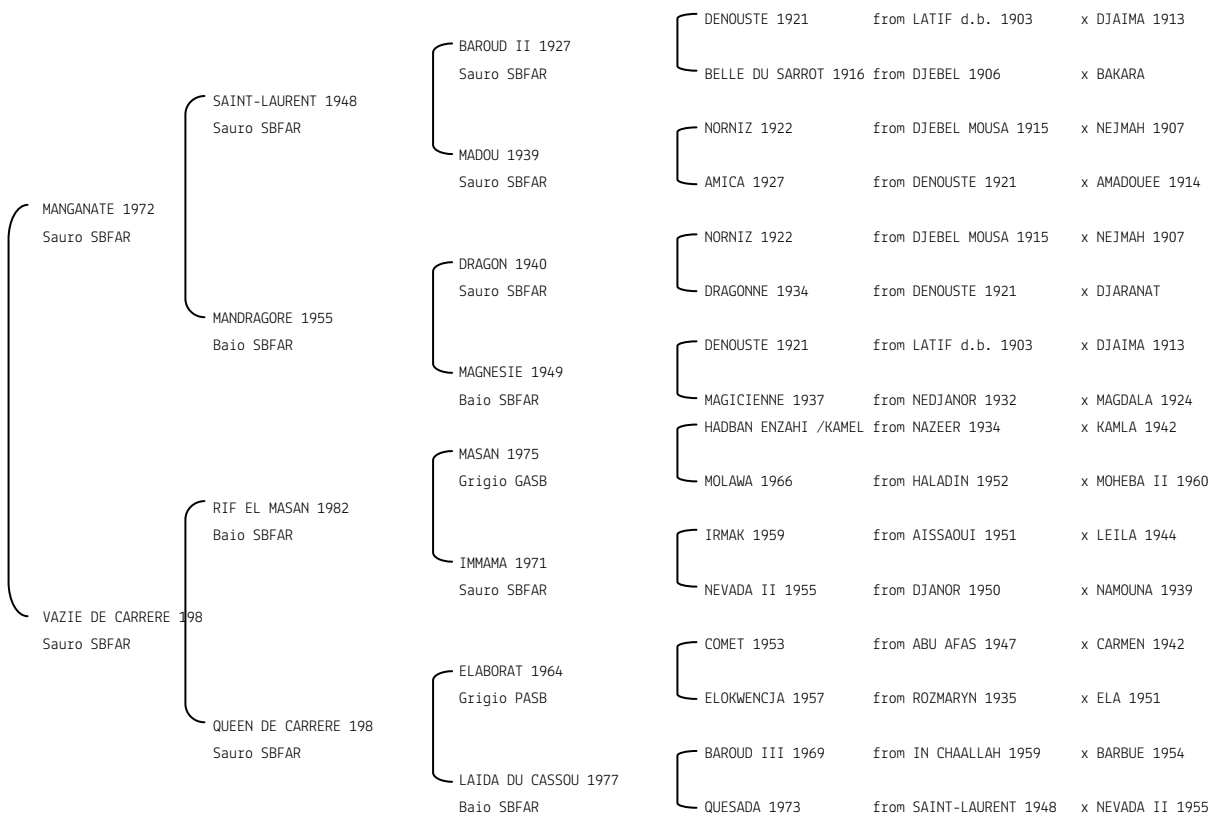 DENOUSTE 1921 from LATIF d.b. 1903 x DJAIMA 1913
BAROUD II 1927
Sauro SBFAR
BELLE DU SARROT 1916 from DJEBEL 1906 x BAKARA
SAINT-LAURENT 1948
Sauro SBFAR
NORNIZ 1922 from DJEBEL MOUSA 1915 x NEJMAH 1907
MADOU 1939
Sauro SBFAR
AMICA 1927 from DENOUSTE 1921 x AMADOUEE 1914
MANGANATE 1972
Sauro SBFAR
NORNIZ 1922 from DJEBEL MOUSA 1915 x NEJMAH 1907
DRAGON 1940
Sauro SBFAR
DRAGONNE 1934 from DENOUSTE 1921 x DJARANAT
MANDRAGORE 1955
Baio SBFAR
DENOUSTE 1921 from LATIF d.b. 1903 x DJAIMA 1913
MAGNESIE 1949
Baio SBFAR
MAGICIENNE 1937 from NEDJANOR 1932 x MAGDALA 1924
HADBAN ENZAHI /KAMEL from NAZEER 1934 x KAMLA 1942
MASAN 1975
Grigio GASB
MOLAWA 1966 from HALADIN 1952 x MOHEBA II 1960
RIF EL MASAN 1982
Baio SBFAR
IRMAK 1959 from AISSAOUI 1951 x LEILA 1944
IMMAMA 1971
Sauro SBFAR
NEVADA II 1955 from DJANOR 1950 x NAMOUNA 1939
VAZIE DE CARRERE 198
Sauro SBFAR
COMET 1953 from ABU AFAS 1947 x CARMEN 1942
ELABORAT 1964
Grigio PASB
ELOKWENCJA 1957 from ROZMARYN 1935 x ELA 1951
QUEEN DE CARRERE 198
Sauro SBFAR
BAROUD III 1969 from IN CHAALLAH 1959 x BARBUE 1954
LAIDA DU CASSOU 1977
Baio SBFAR
QUESADA 1973 from SAINT-LAURENT 1948 x NEVADA II 1955